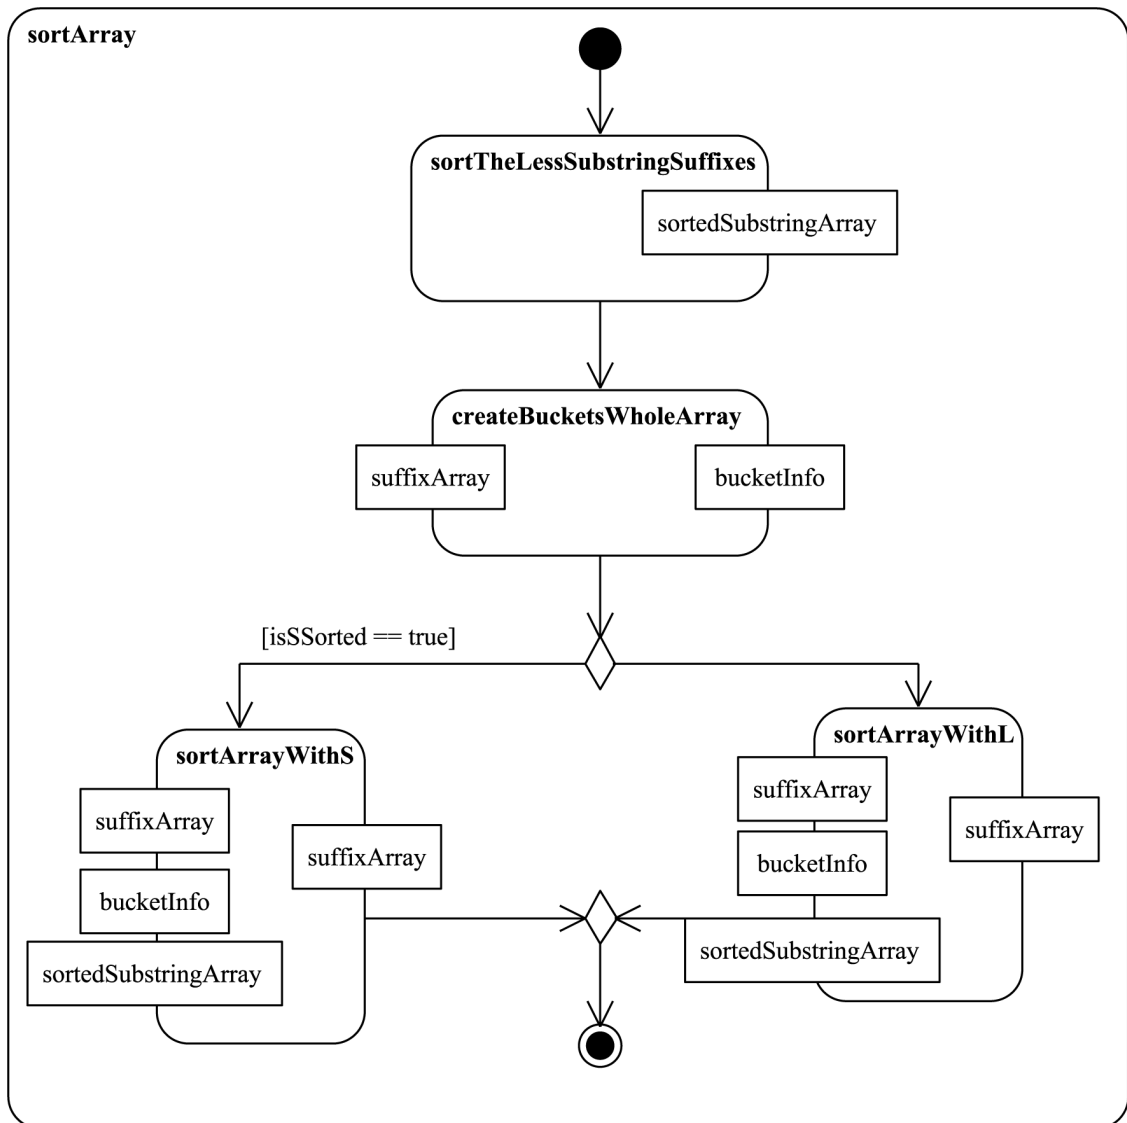 sortArray
sortTheLessSubstringSuffixes
sortedSubstringArray
createBucketsWholeArray
suffixArray
bucketInfo
[isSSorted == true]
sortArrayWithS
suffixArray
suffixArray
bucketInfo
sortedSubstringArray
sortArrayWithL
suffixArray
suffixArray
bucketInfo
sortedSubstringArray